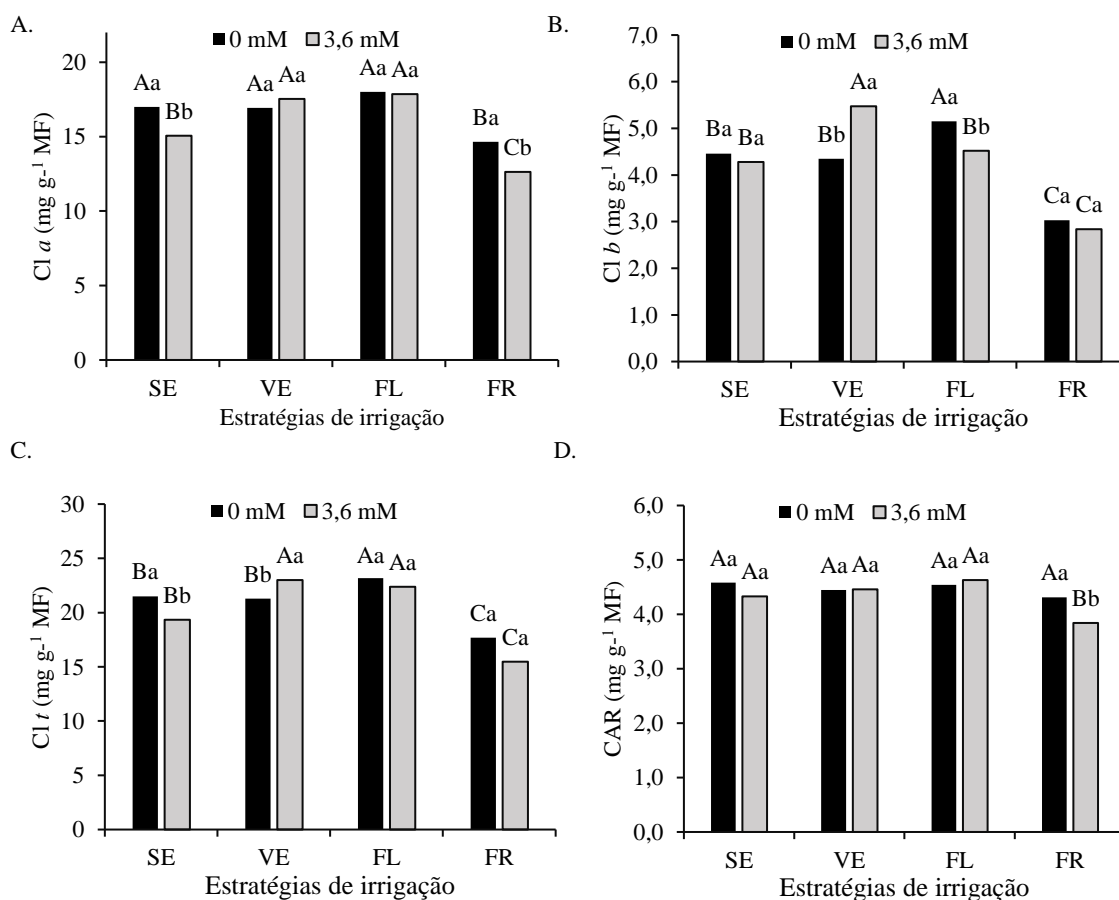 A.
0 mM 3,6 mM
Cl a (mg g-1 MF)
20
15
10
5
0
Aa Bb Aa Aa Aa Aa Ba Cb
SE VE FL FR
Estratégias de irrigação
B.
0 mM 3,6 mM
Cl b (mg g-1 MF)
7,0
6,0
5,0
4,0
3,0
2,0
1,0
0,0
Ba Ba Bb Aa Aa Bb Ca Ca
SE VE FL FR
Estratégias de irrigação
C.
0 mM 3,6 mM
Cl t (mg g-1 MF)
30
25
20
15
10
5
0
Ba Bb Bb Aa Aa Aa Ca Ca
SE VE FL FR
Estratégias de irrigação
D.
0 mM 3,6 mM
CAR (mg g-1 MF)
6,0
5,0
4,0
3,0
2,0
1,0
0,0
Aa Aa Aa Aa Aa Aa Aa Bb
SE VE FL FR
Estratégias de irrigação